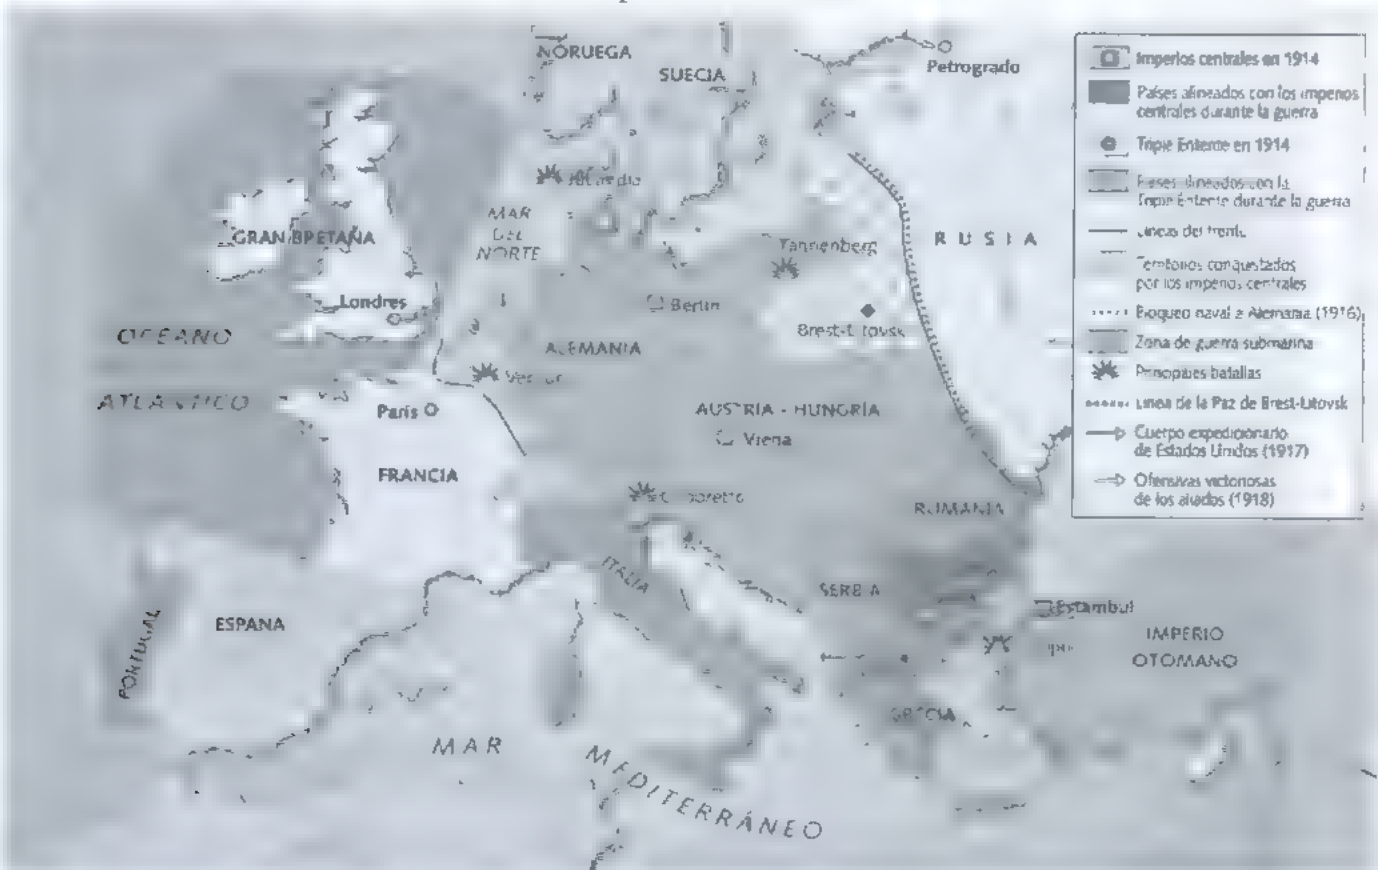 NORUEGA
SUECIA
Petrogrado
MAR
DEL
NORTE
GRAN BRETAÑA
Londres
Tannenberg
RUSIA
Berlín
Brest-Litovsk
OCEANO
ATLÁNTICO
ALEMANIA
París
AUSTRIA - HUNGRÍA
Viena
FRANCIA
RUMANIA
ITALIA
SERBIA
Estambul
IMPERIO
OTOMANO
ESPAÑA
PORTUGAL
GRECIA
MAR
MEDITERRÁNEO
Imperios centrales en 1914
Países alineados con los imperios
centrales durante la guerra
Triple Entente en 1914
Países alineados con la
Triple Entente durante la guerra
Líneas del frente
Territorios conquistados
por los imperios centrales
Bloqueo naval a Alemania (1916)
Zona de guerra submarina
Principales batallas
Línea de la Paz de Brest-Litovsk
Cuerpo expedicionario
de Estados Unidos (1917)
Ofensivas victoriosas
de los aliados (1918)